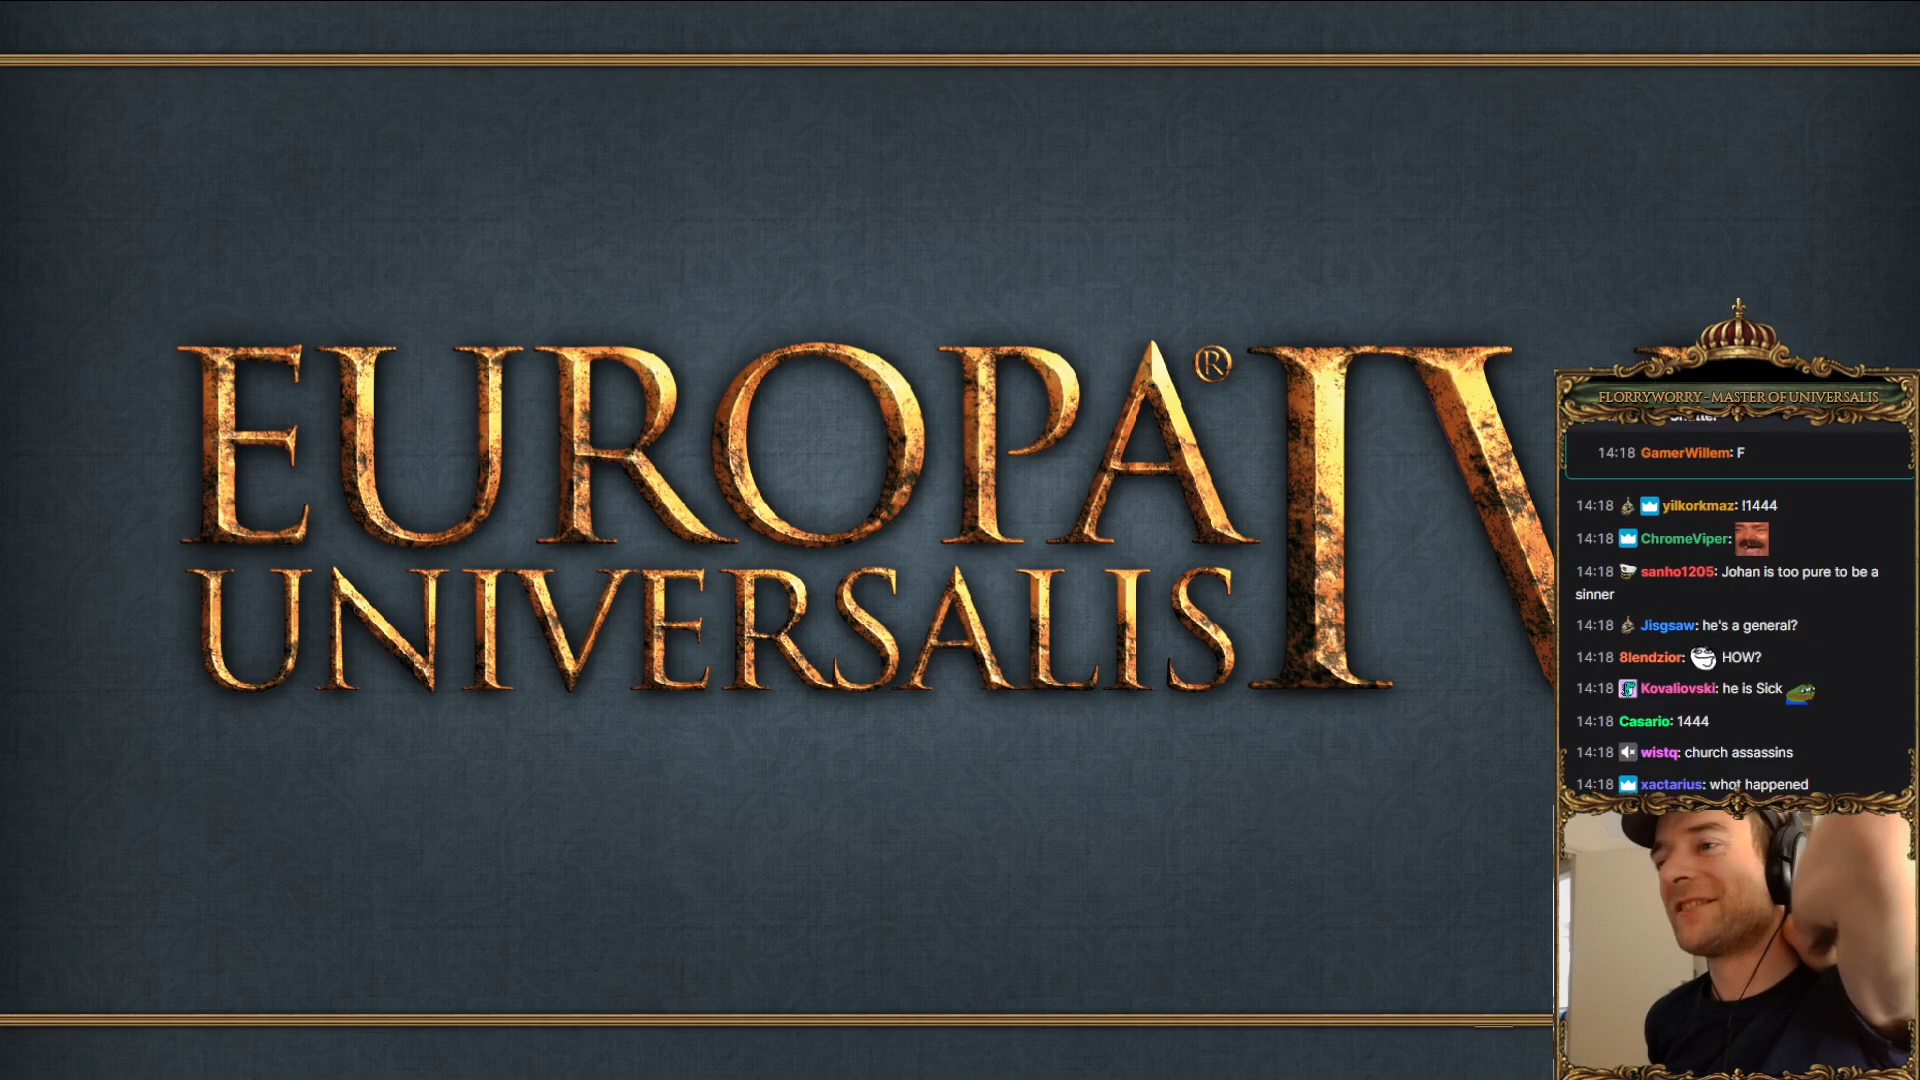 EUROPA®IV
UNIVERSALIS
FLORRYWORRY - MASTER OF UNIVERSALIS
14:18 GamerWillem: F
14:18 yilkorkmaz: !1444
14:18 ChromeViper:
14:18 sanho1205: Johan is too pure to be a
sinner
14:18 Jisgsaw: he's a general?
14:18 8lendzior: HOW?
14:18 Kovaliovski: he is Sick
14:18 Casario: 1444
14:18 wistq: church assassins
14:18 xactarius: whot happened